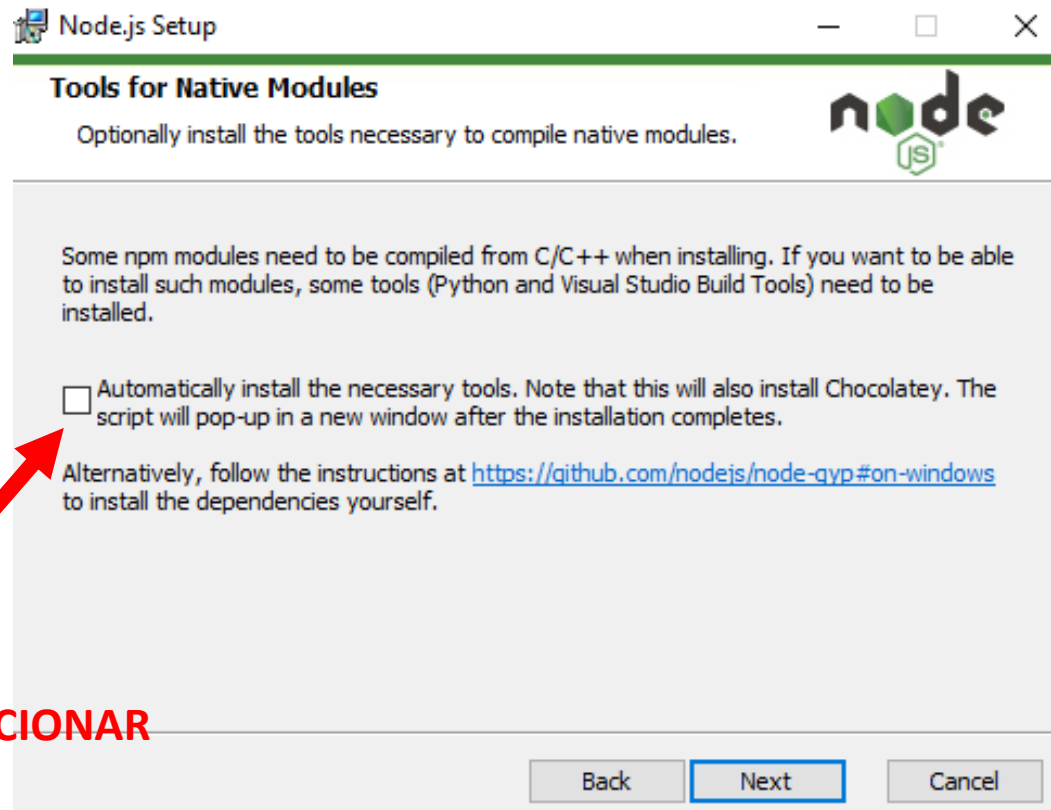 Node.js Setup
Tools for Native Modules
Optionally install the tools necessary to compile native modules.
node
JS
Some npm modules need to be compiled from C/C++ when installing. If you want to be able
to install such modules, some tools (Python and Visual Studio Build Tools) need to be
installed.
Automatically install the necessary tools. Note that this will also install Chocolatey. The
script will pop-up in a new window after the installation completes.
Alternatively, follow the instructions at https://github.com/nodejs/node-gyp#on-windows
to install the dependencies yourself.
CIONAR
Back Next Cancel